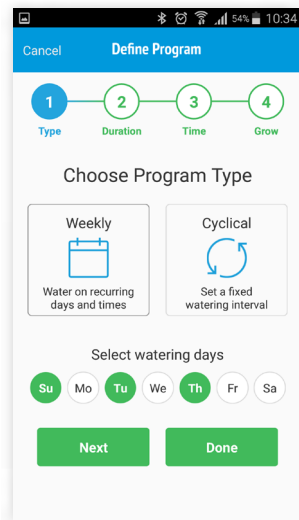 54% 10:34
Cancel Define Program
1 2 3 4
Type Duration Time Grow
Choose Program Type
Weekly Cyclical
Water on recurring Set a fixed
days and times watering interval
Select watering days
Su Mo Tu We Th Fr Sa
Next Done